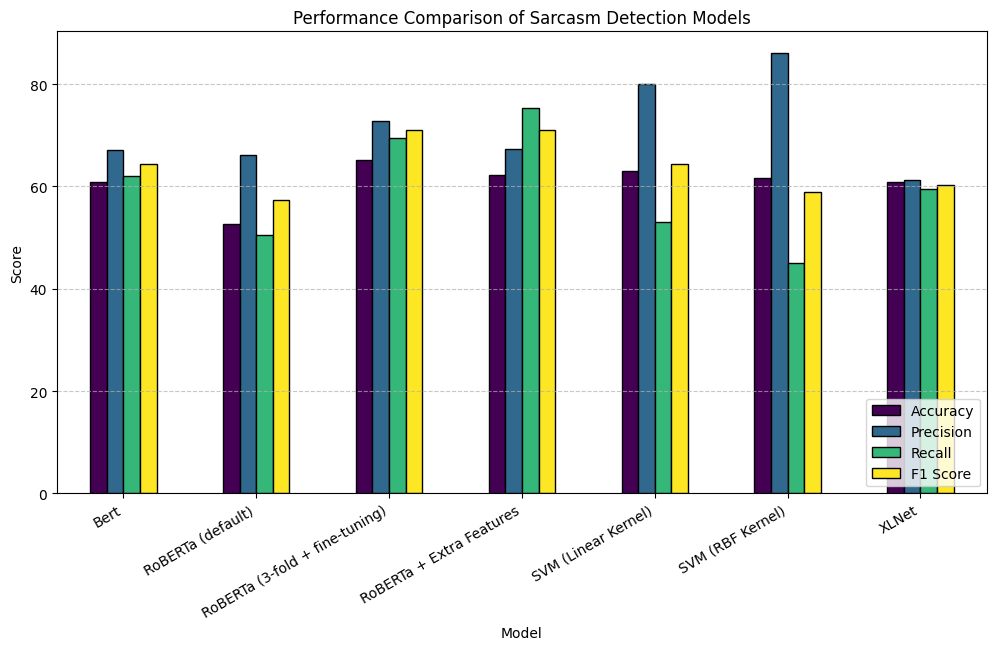 Performance Comparison of Sarcasm Detection Models
Score
80
60
40
20
0
Accuracy
Precision
Recall
F1 Score
Bert
RoBERTa (default)
RoBERTa (3-fold + fine-tuning)
RoBERTa + Extra Features
SVM (Linear Kernel)
SVM (RBF Kernel)
XLNet
Model